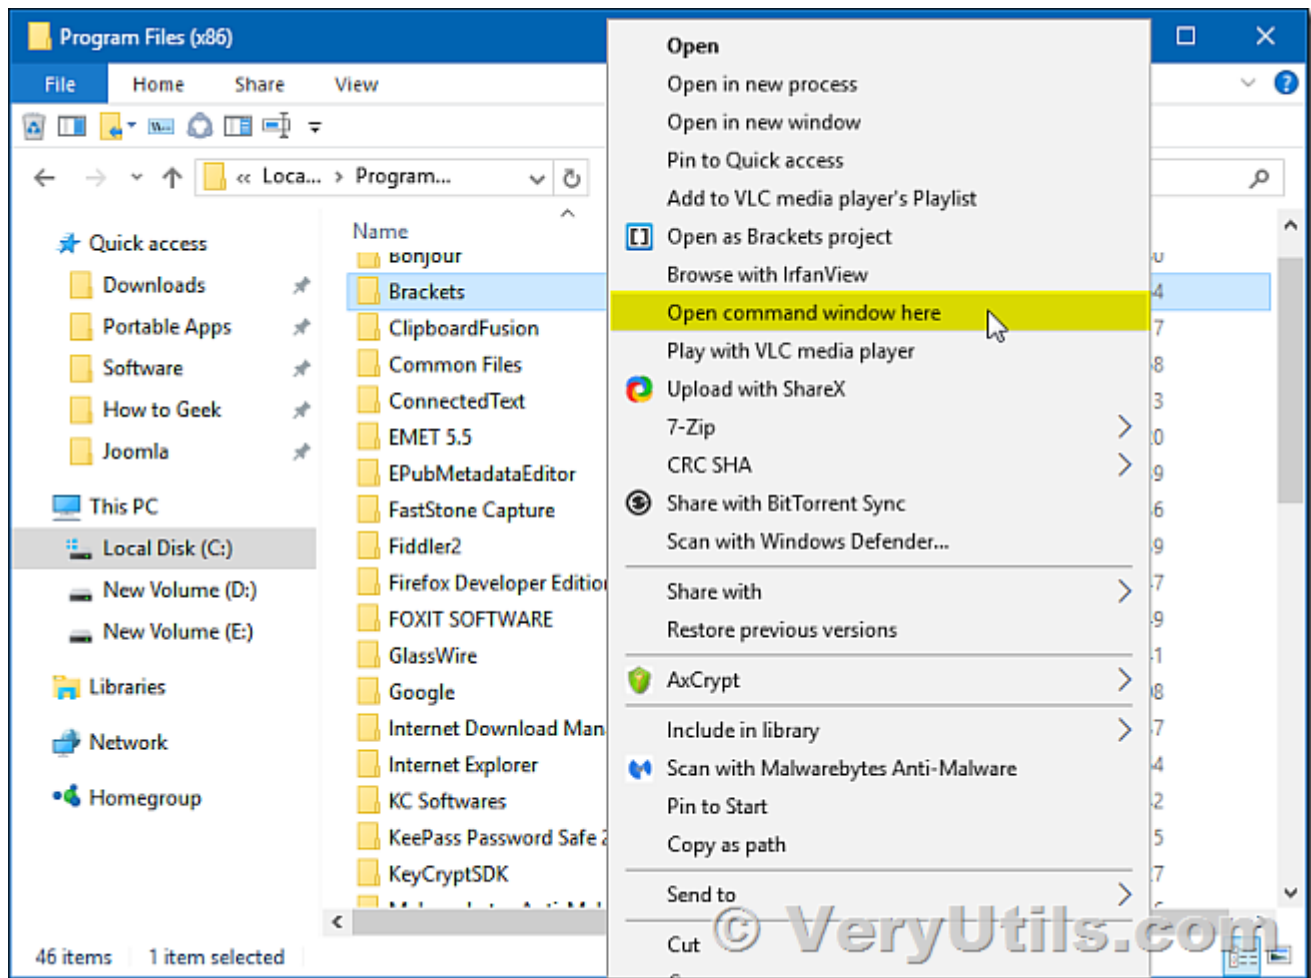 Program Files (x86)
File Home Share View
« Loca... › Program...
Quick access
Downloads
Portable Apps
Software
How to Geek
Joomla
This PC
Local Disk (C:)
New Volume (D:)
New Volume (E:)
Libraries
Network
Homegroup
Name
Bonjour
Brackets
ClipboardFusion
Common Files
ConnectedText
EMET 5.5
EPubMetadataEditor
FastStone Capture
Fiddler2
Firefox Developer Edition
FOXIT SOFTWARE
GlassWire
Google
Internet Download Man
Internet Explorer
KC Softwares
KeePass Password Safe 2
KeyCryptSDK
Open
Open in new process
Open in new window
Pin to Quick access
Add to VLC media player's Playlist
Open as Brackets project
Browse with IrfanView
Open command window here
Play with VLC media player
Upload with ShareX
7-Zip
CRC SHA
Share with BitTorrent Sync
Scan with Windows Defender...
Share with
Restore previous versions
AxCrypt
Include in library
Scan with Malwarebytes Anti-Malware
Pin to Start
Copy as path
Send to
Cut
46 items 1 item selected
© VeryUtils.com